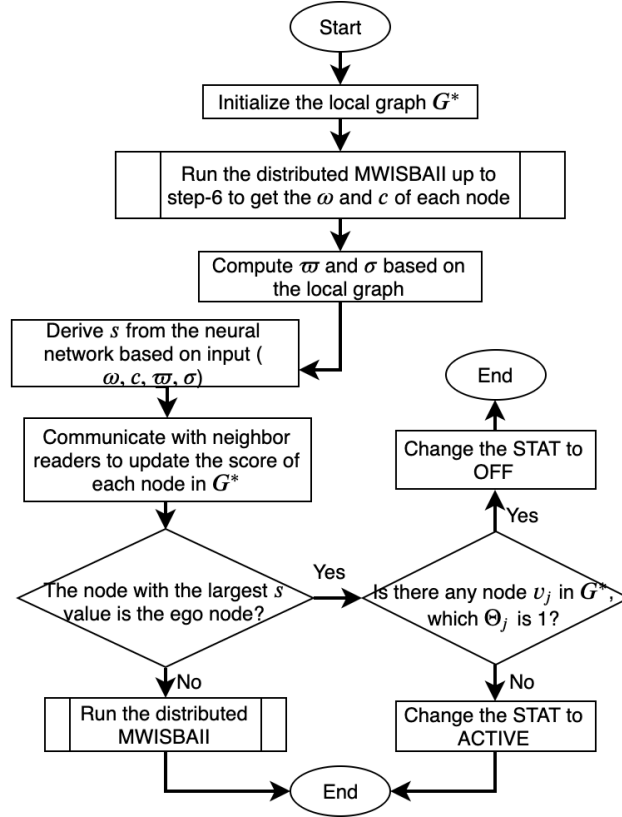 Start
Initialize the local graph G*
Run the distributed MWISBAII up to
step-6 to get the ω and c of each node
Compute ϖ and σ based on
the local graph
Derive s from the neural
network based on input (
ω, c, ϖ, σ)
Communicate with neighbor
readers to update the score of
each node in G*
The node with the largest s
value is the ego node?
Yes
Is there any node vⱼ in G*,
which Θⱼ is 1?
Yes
Change the STAT to
OFF
End
No
Run the distributed
MWISBAII
No
Change the STAT to
ACTIVE
End